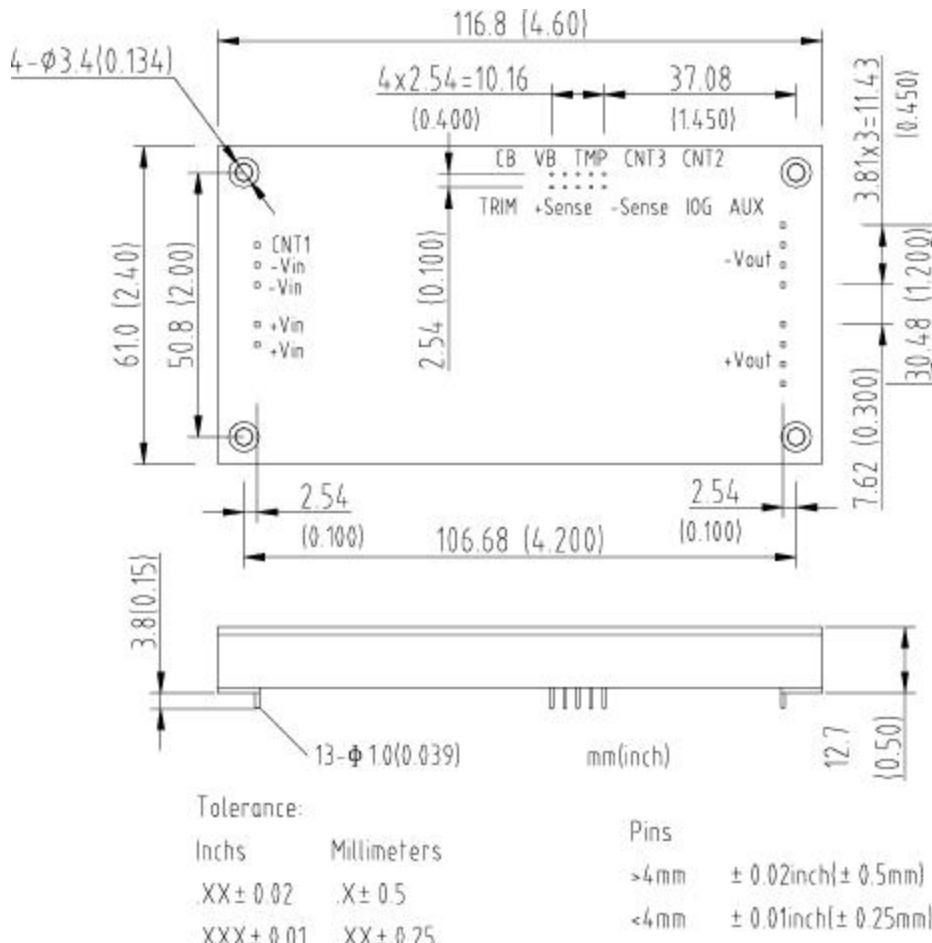 116.8 (4.60)
4-Φ3.4(0.134)
4x2.54=10.16
(0.400)
37.08
(1.450)
3.81x3=11.43
(0.450)
CB VB TMP CNT3 CNT2
TRIM +Sense -Sense IOG AUX
61.0 (2.40)
50.8 (2.00)
2.54 (0.100)
CNT1
-Vin
-Vin
+Vin
+Vin
-Vout
+Vout
30.48 (1.200)
7.62 (0.300)
2.54
(0.100)
2.54
(0.100)
106.68 (4.200)
3.8(0.15)
12.7
(0.50)
13-Φ 1.0(0.039)
mm(inch)
Tolerance:
Inchs Millimeters
.XX± 0.02 .X± 0.5
.XXX± 0.01 .XX± 0.25
Pins
>4mm ± 0.02inch(± 0.5mm)
<4mm ± 0.01inch(± 0.25mm)